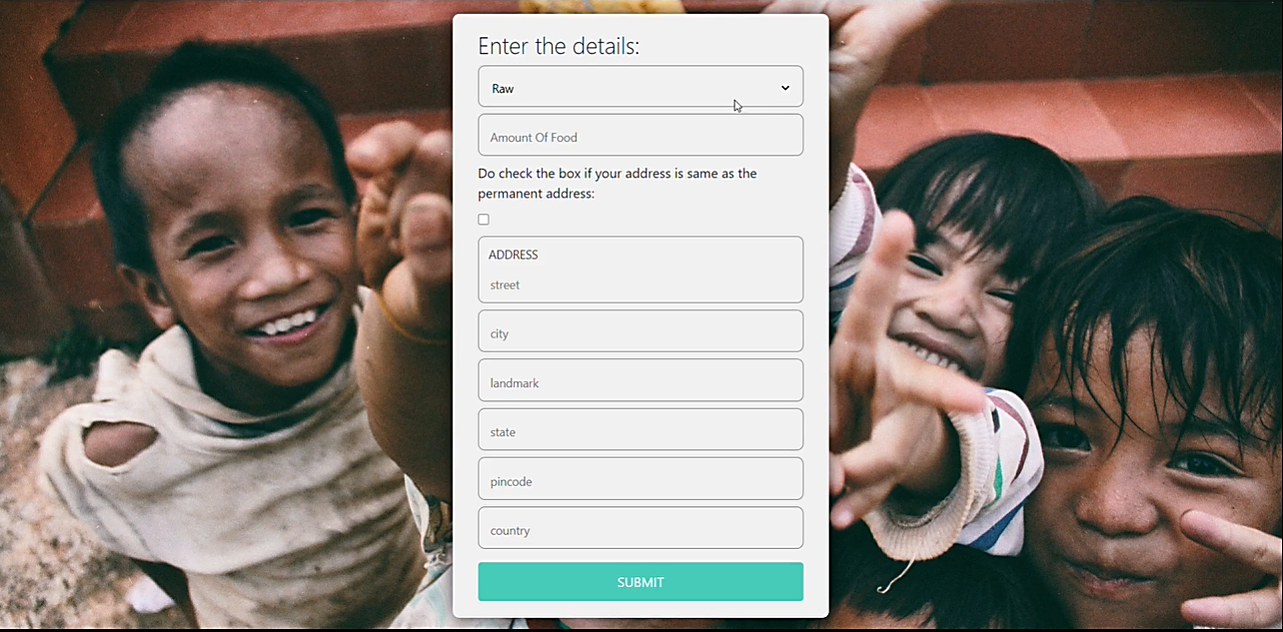 Enter the details:
Raw
Amount Of Food
Do check the box if your address is same as the
permanent address:
ADDRESS
street
city
landmark
state
pincode
country
SUBMIT